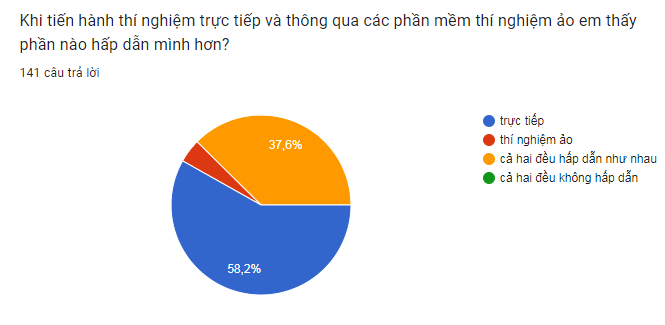 Khi tiến hành thí nghiệm trực tiếp và thông qua các phần mềm thí nghiệm ảo em thấy
phần nào hấp dẫn mình hơn?
141 câu trả lời
37,6%
58,2%
trực tiếp
thí nghiệm ảo
cả hai đều hấp dẫn như nhau
cả hai đều không hấp dẫn